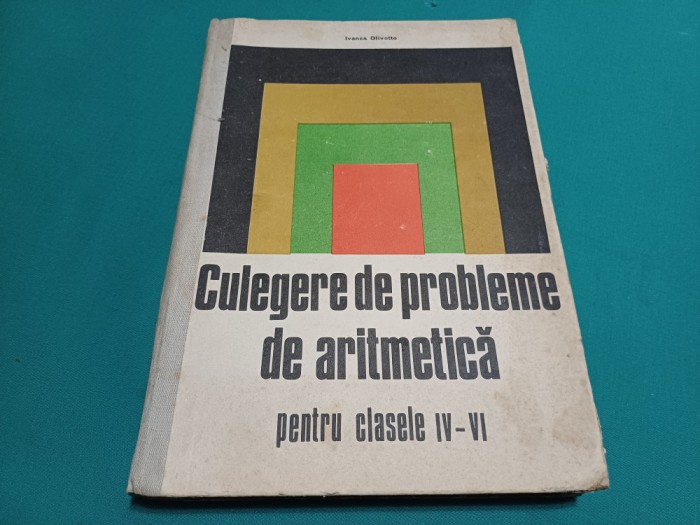 Ivanca Olivotto
Culegere de probleme
de aritmetică
pentru clasele IV-VI